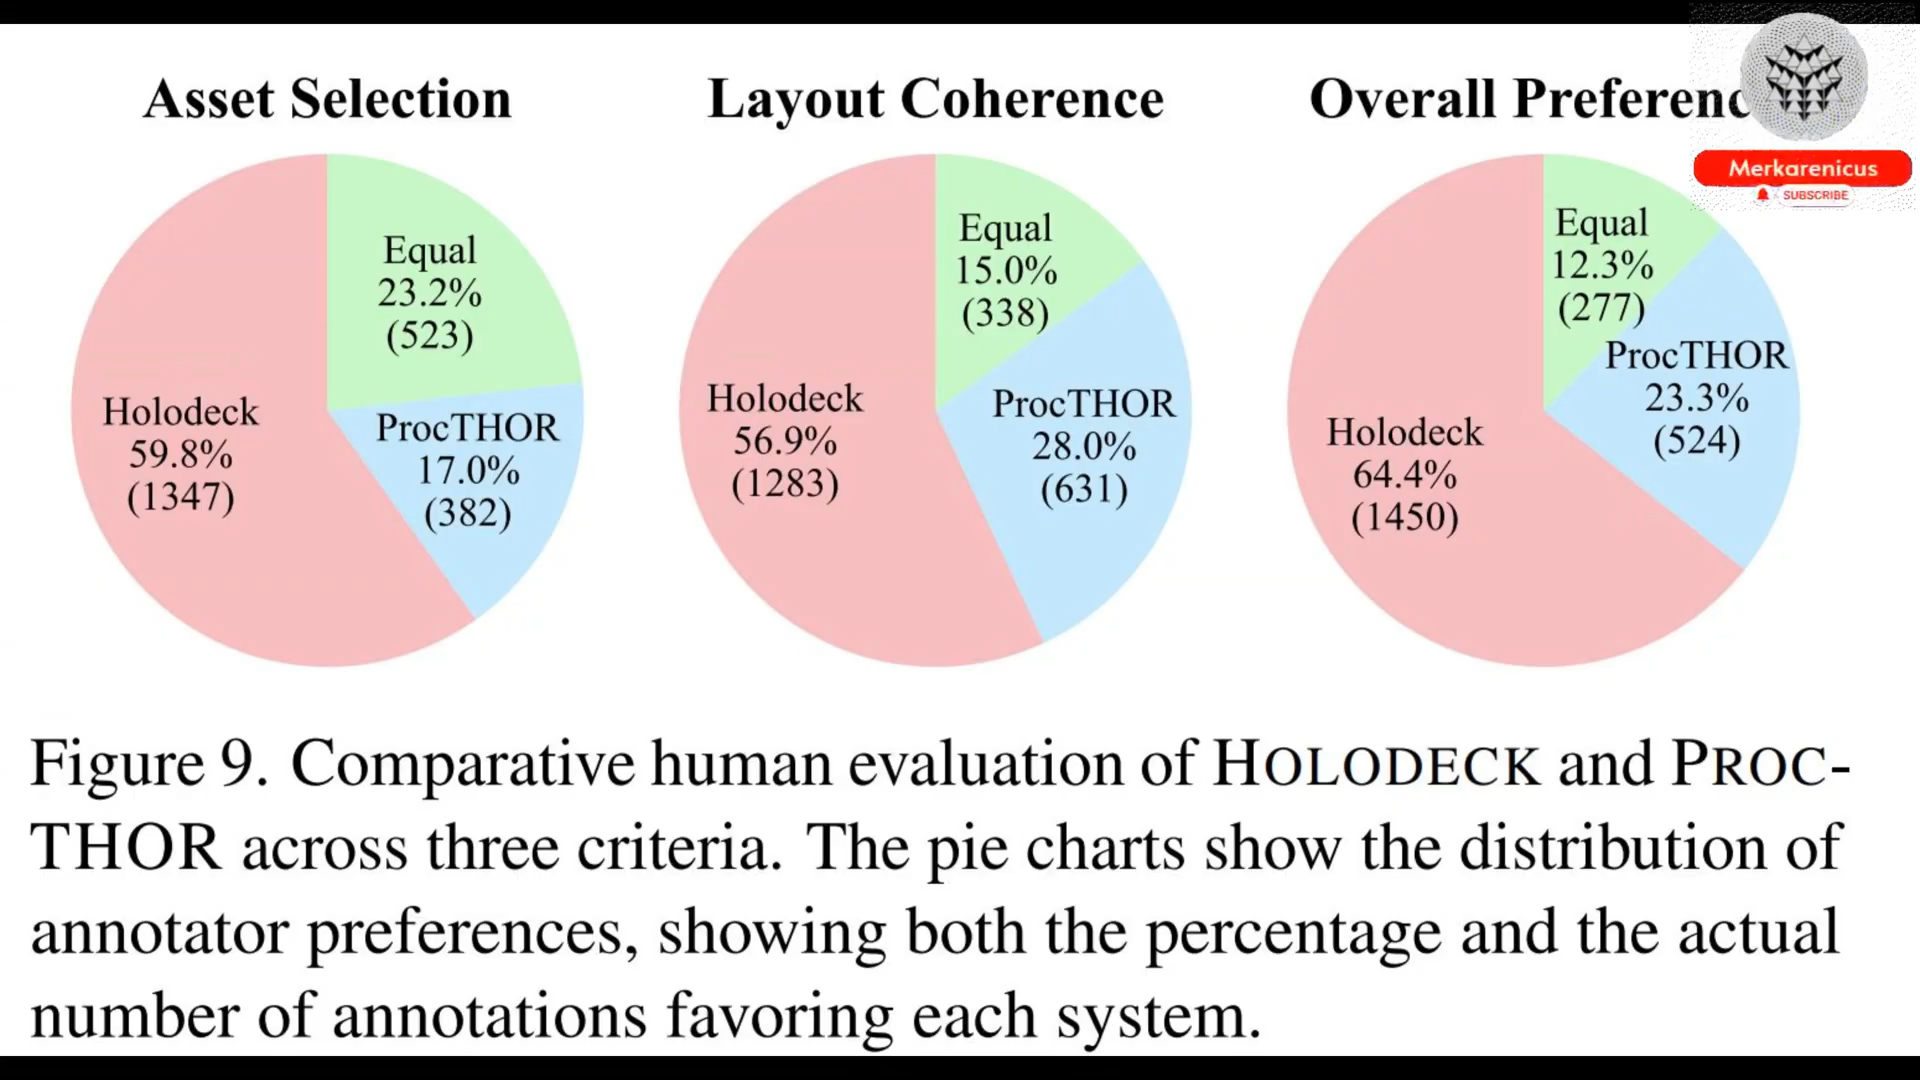 Asset Selection
Layout Coherence
Overall Preferenc
Merkarenicus
SUBSCRIBE
Equal
23.2%
(523)
Holodeck
59.8%
(1347)
ProcTHOR
17.0%
(382)
Equal
15.0%
(338)
Holodeck
56.9%
(1283)
ProcTHOR
28.0%
(631)
Equal
12.3%
(277)
ProcTHOR
23.3%
(524)
Holodeck
64.4%
(1450)
Figure 9. Comparative human evaluation of HOLODECK and PROC-
THOR across three criteria. The pie charts show the distribution of
annotator preferences, showing both the percentage and the actual
number of annotations favoring each system.